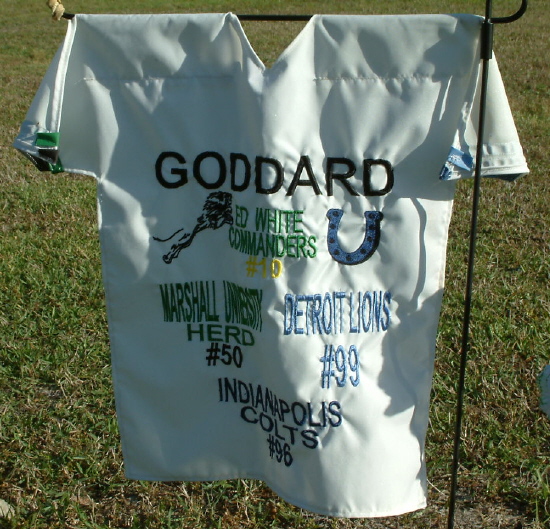 GODDARD
ED WHITE
COMMANDERS
#10
MARSHALL UNIVERSITY
HERD
#50
DETROIT LIONS
#99
INDIANAPOLIS
COLTS
#96